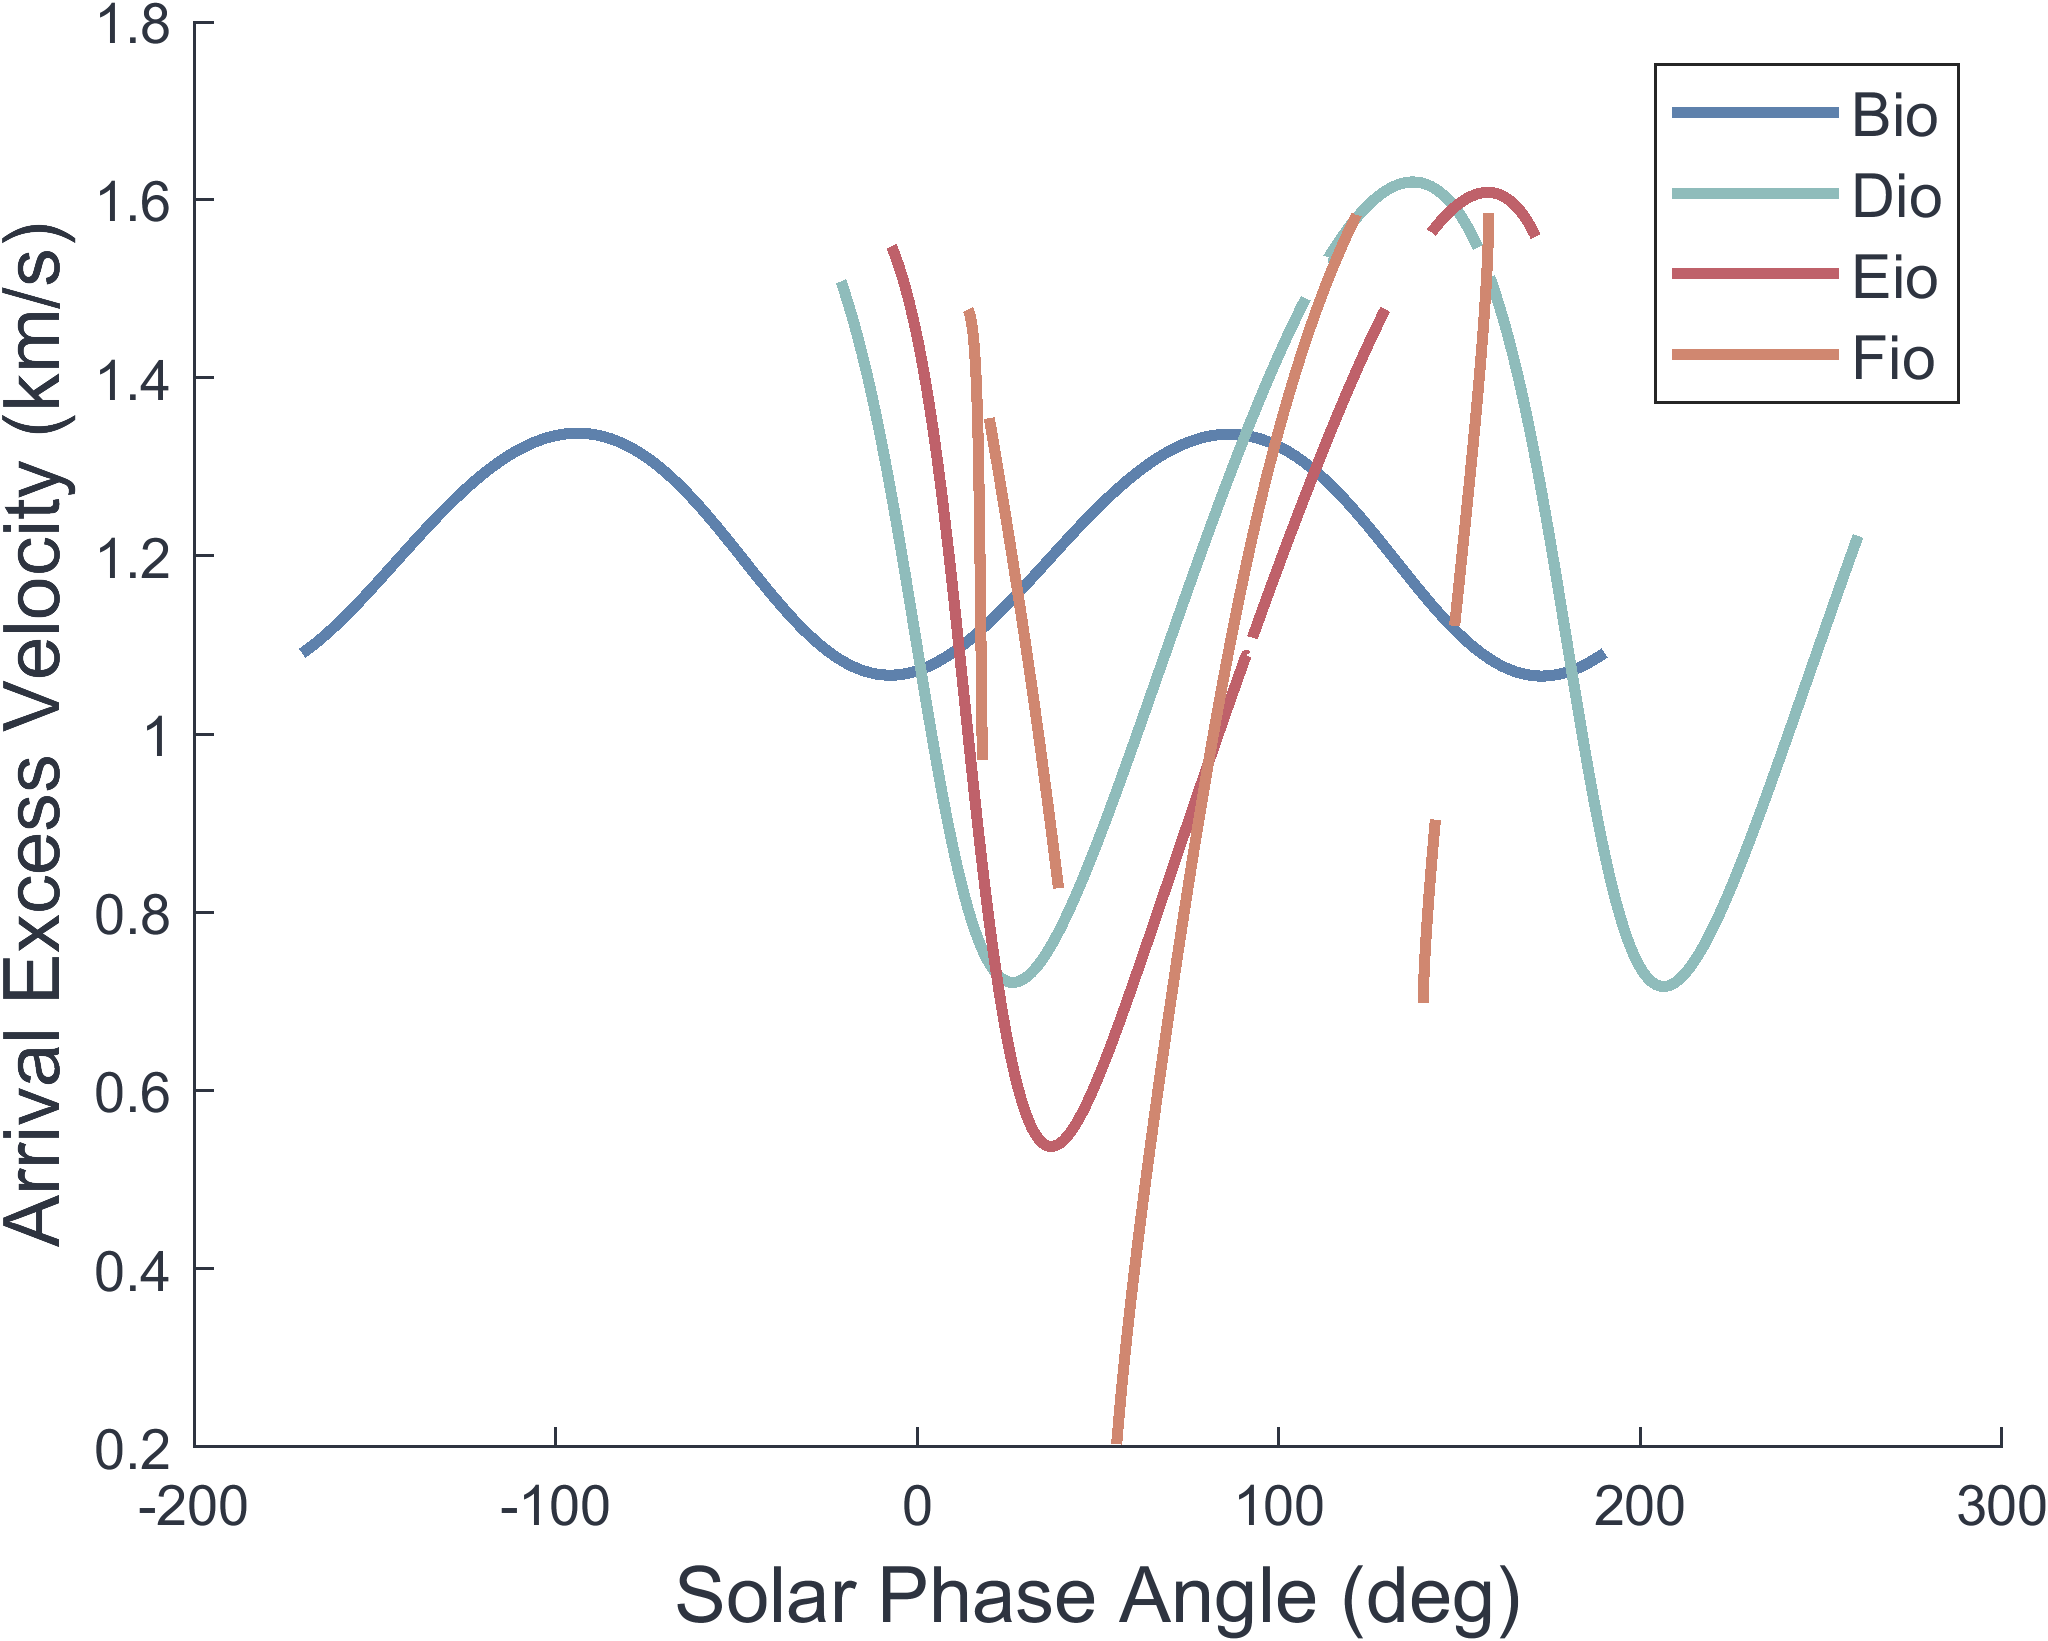 Arrival Excess Velocity (km/s)
1.8
1.6
1.4
1.2
1
0.8
0.6
0.4
0.2
-200
-100
0
100
200
300
Solar Phase Angle (deg)
Bio
Dio
Eio
Fio